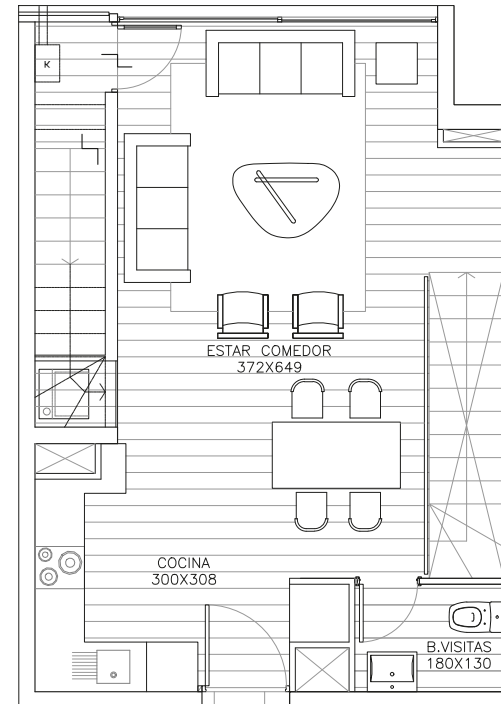 K
ESTAR COMEDOR
372X649
COCINA
300X308
B.VISITAS
180X130